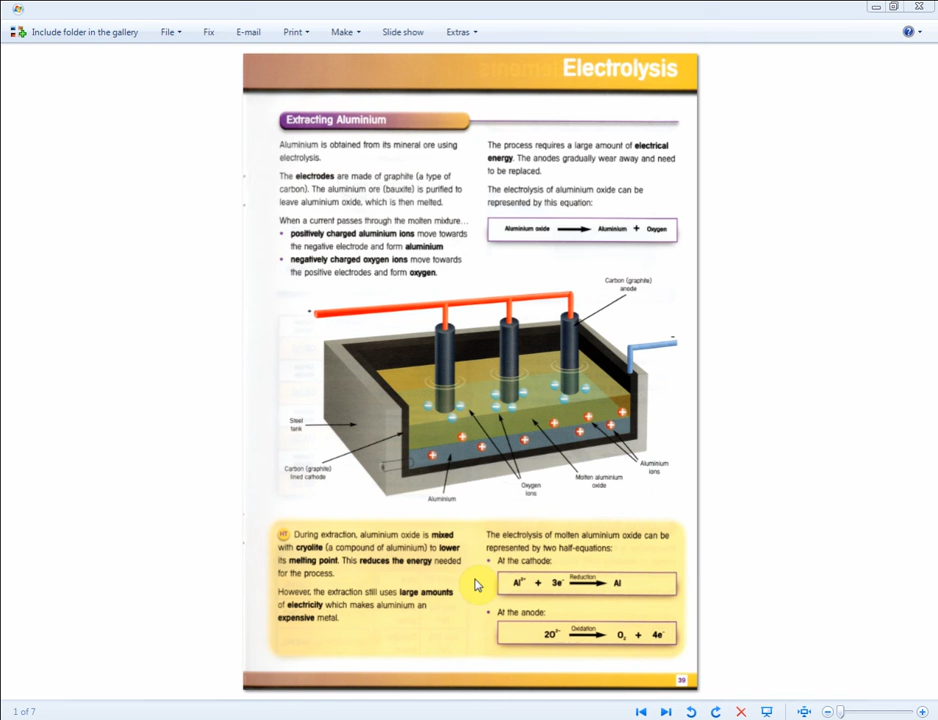 Include folder in the gallery
File
Fix
E-mail
Print
Make
Slide show
Extras
Electrolysis
Extracting Aluminium
Aluminium is obtained from its mineral ore using
electrolysis.
The electrodes are made of graphite (a type of
carbon). The aluminium ore (bauxite) is purified to
leave aluminium oxide, which is then melted.
When a current passes through the molten mixture…
• positively charged aluminium ions move towards
the negative electrode and form aluminium
• negatively charged oxygen ions move towards
the positive electrodes and form oxygen.
The process requires a large amount of electrical
energy. The anodes gradually wear away and need
to be replaced.
The electrolysis of aluminium oxide can be
represented by this equation:
Aluminium oxide → Aluminium + Oxygen
Carbon (graphite)
anode
+
-
Steel
tank
Carbon (graphite)
lined cathode
Aluminium
Oxygen
ions
Molten aluminium
oxide
Aluminium
ions
HT During extraction, aluminium oxide is mixed
with cryolite (a compound of aluminium) to lower
its melting point. This reduces the energy needed
for the process.
However, the extraction still uses large amounts
of electricity which makes aluminium an
expensive metal.
The electrolysis of molten aluminium oxide can be
represented by two half-equations:
• At the cathode:
Reduction
Al³⁺ + 3e⁻ → Al
• At the anode:
Oxidation
2O²⁻ → O₂ + 4e⁻
39
1 of 7